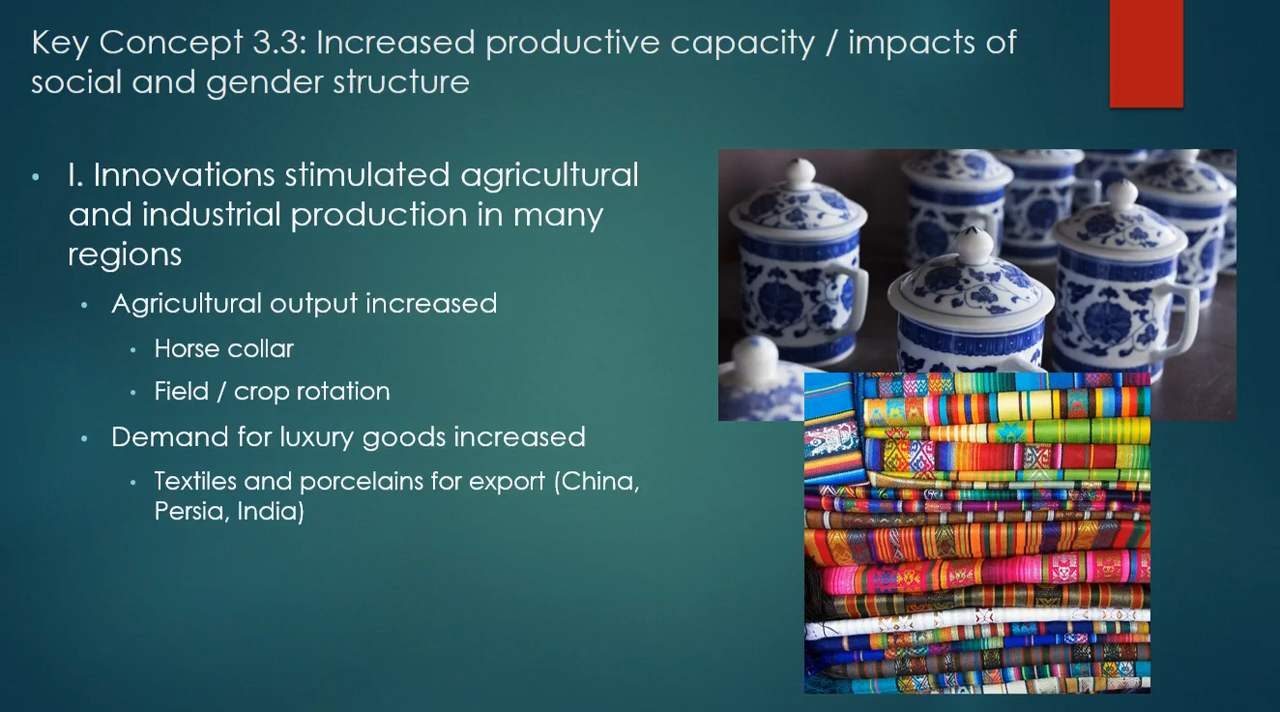 Key Concept 3.3: Increased productive capacity / impacts of
social and gender structure
• I. Innovations stimulated agricultural
and industrial production in many
regions
• Agricultural output increased
• Horse collar
• Field / crop rotation
• Demand for luxury goods increased
• Textiles and porcelains for export (China,
Persia, India)